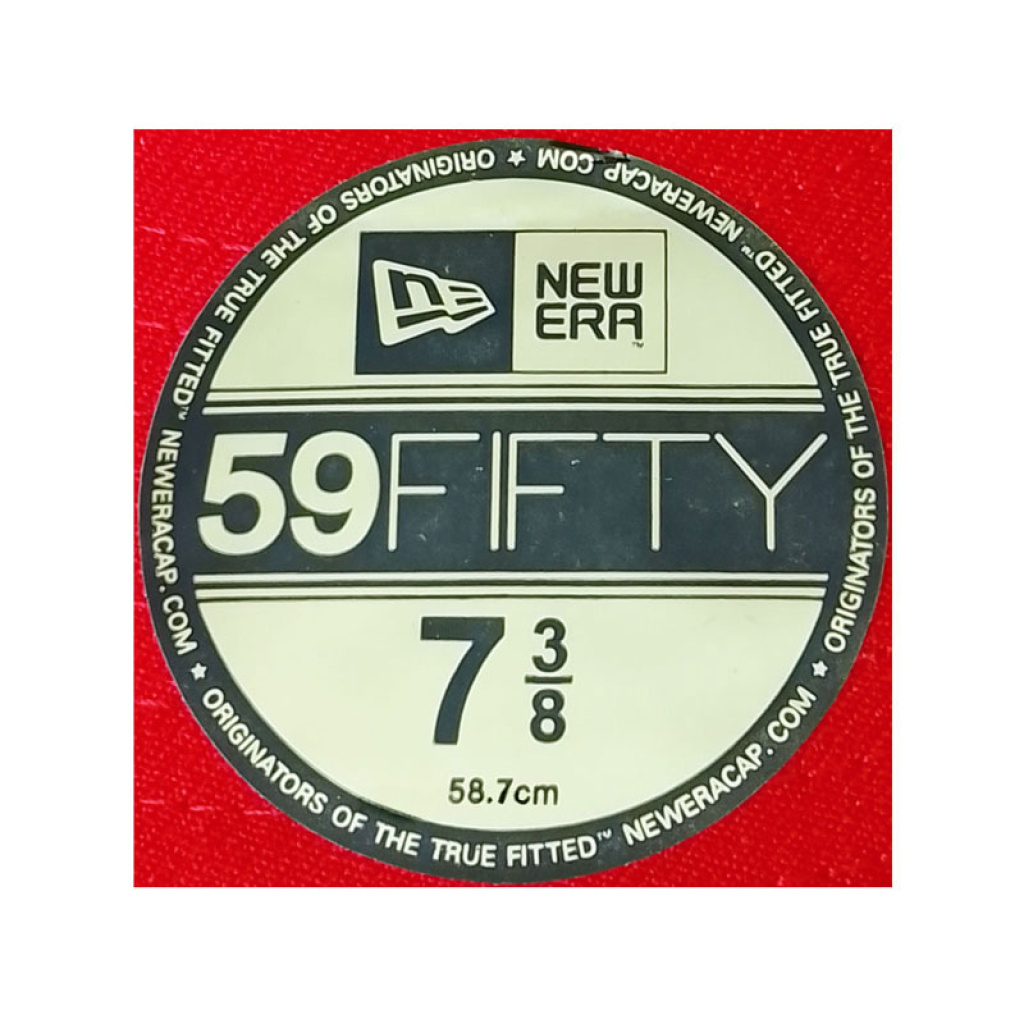 NEW
ERA
™
59FIFTY
7 3/8
58.7cm
ORIGINATORS OF THE TRUE FITTED™ NEWERACAP.COM ★ ORIGINATORS OF THE TRUE FITTED™ NEWERACAP.COM ★ ORIGINATORS OF THE TRUE FITTED™ NEWERACAP.COM ★